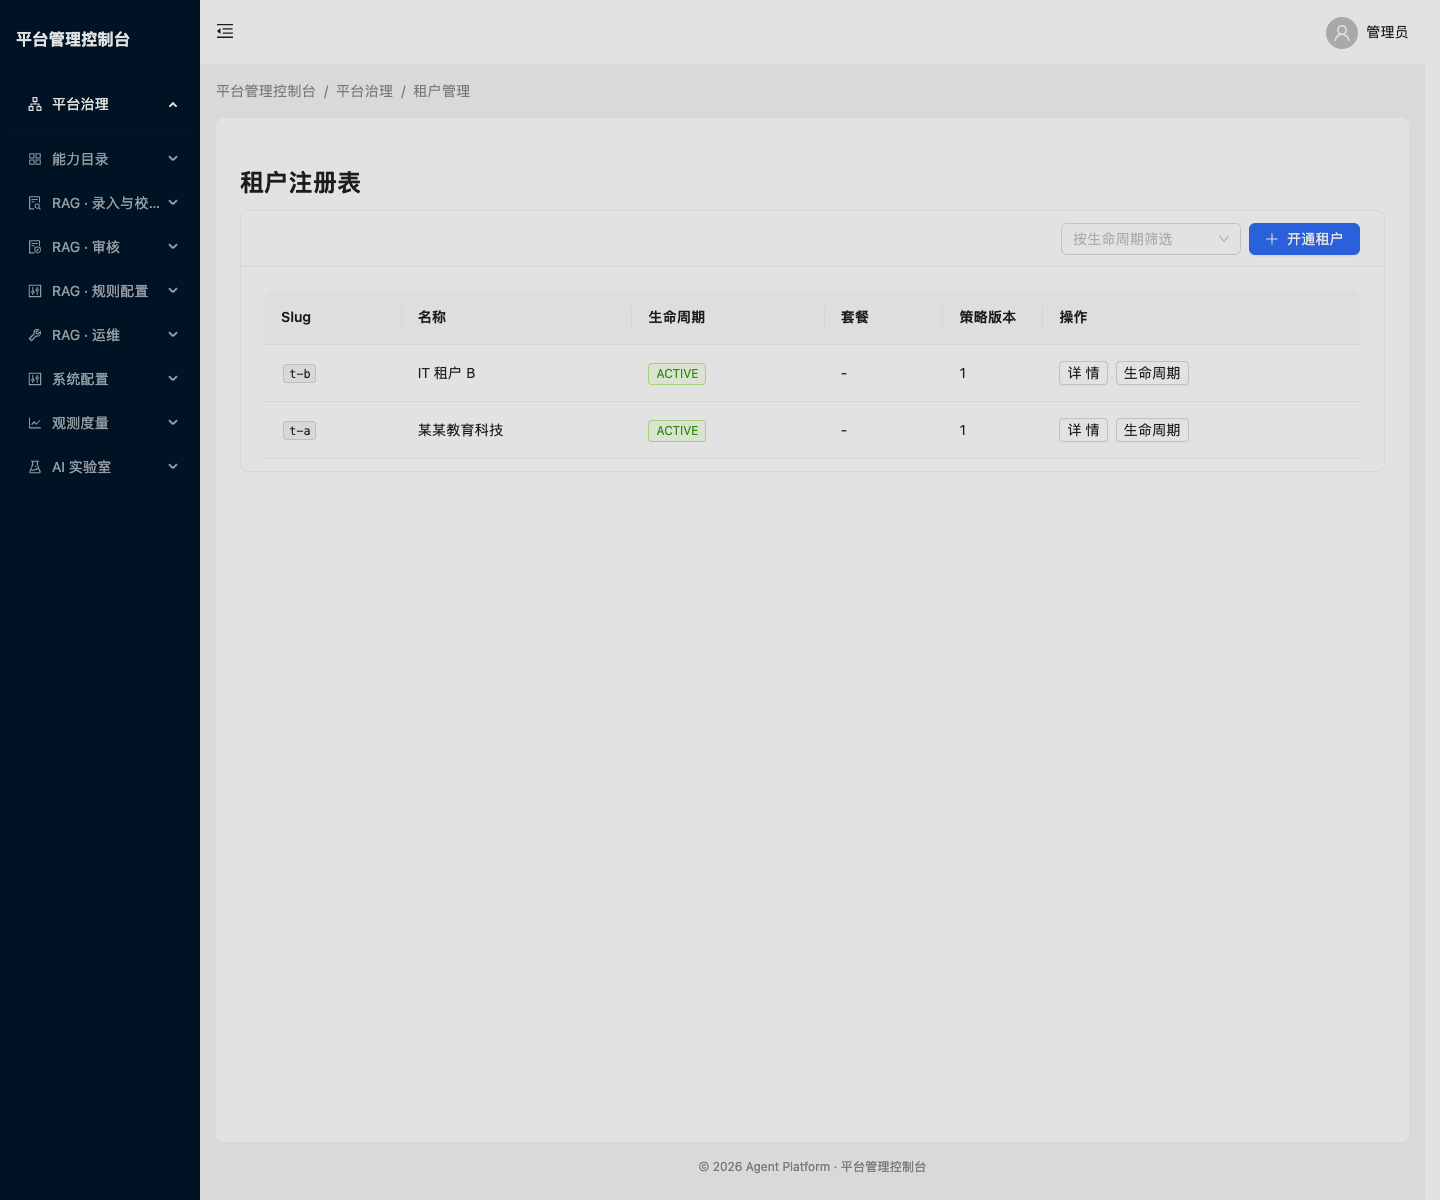 平台管理控制台
平台治理
能力目录
RAG · 录入与校...
RAG · 审核
RAG · 规则配置
RAG · 运维
系统配置
观测度量
AI 实验室
管理员
平台管理控制台 / 平台治理 / 租户管理
租户注册表
按生命周期筛选
开通租户
Slug 名称 生命周期 套餐 策略版本 操作
t-b IT 租户 B ACTIVE - 1 详 情 生命周期
t-a 某某教育科技 ACTIVE - 1 详 情 生命周期
© 2026 Agent Platform · 平台管理控制台